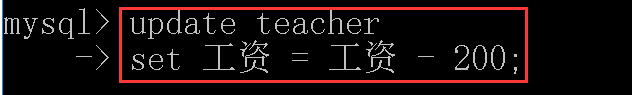 mysql> update teacher
-> set 工资 = 工资 - 200;